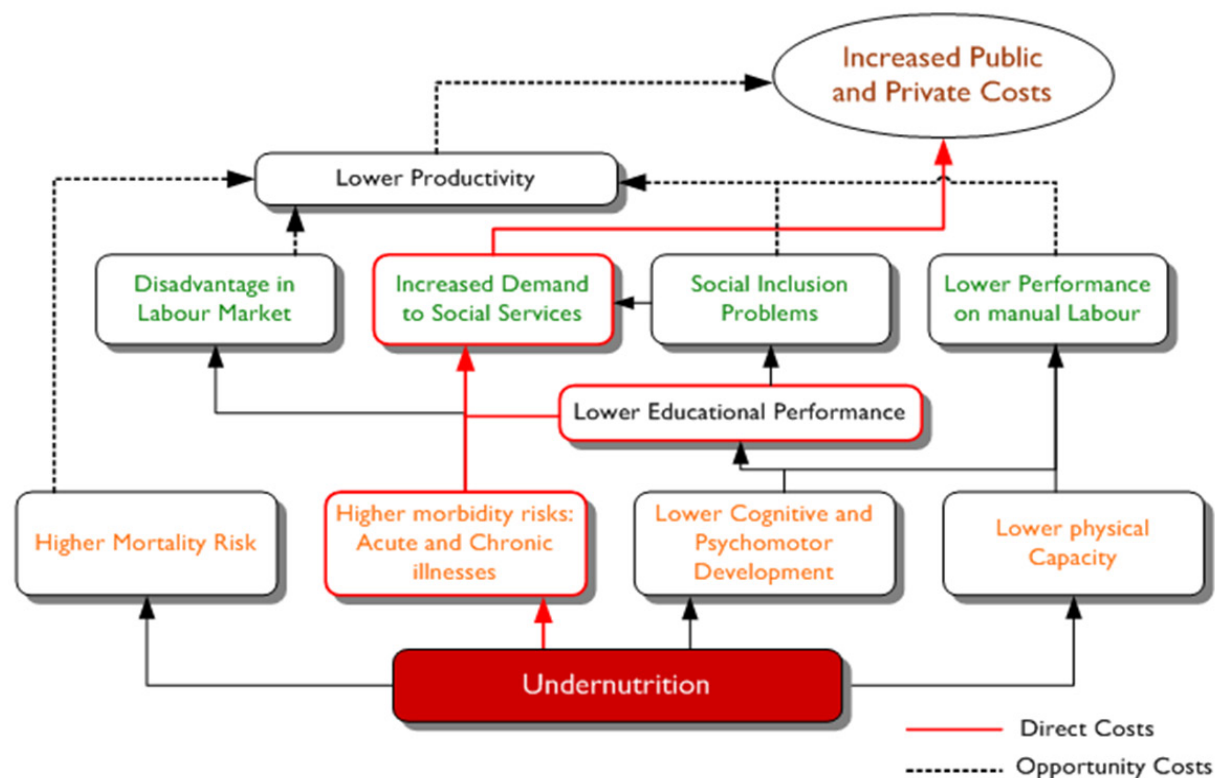 Increased Public
and Private Costs
Lower Productivity
Disadvantage in
Labour Market
Increased Demand
to Social Services
Social Inclusion
Problems
Lower Performance
on manual Labour
Lower Educational Performance
Higher Mortality Risk
Higher morbidity risks:
Acute and Chronic
illnesses
Lower Cognitive and
Psychomotor
Development
Lower physical
Capacity
Undernutrition
Direct Costs
Opportunity Costs